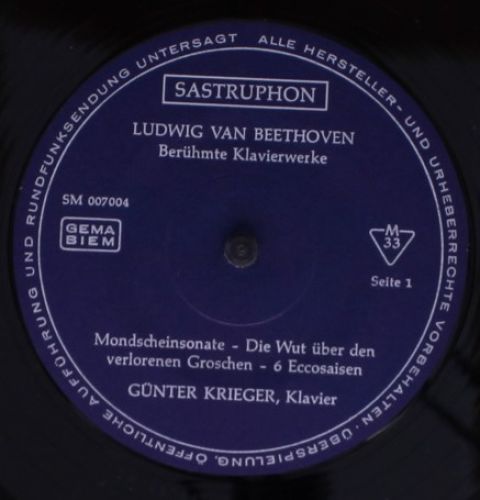 ALLE HERSTELLER- UND URHEBERRECHTE VORBEHALTEN · ÜBERSPIELUNG, ÖFFENTLICHE AUFFÜHRUNG UND RUNDFUNKSENDUNG UNTERSAGT
SASTRUPHON
LUDWIG VAN BEETHOVEN
Berühmte Klavierwerke
SM 007004
GEMA
BIEM
M
33
Seite 1
Mondscheinsonate - Die Wut über den
verlorenen Groschen - 6 Eccosaisen
GÜNTER KRIEGER, Klavier